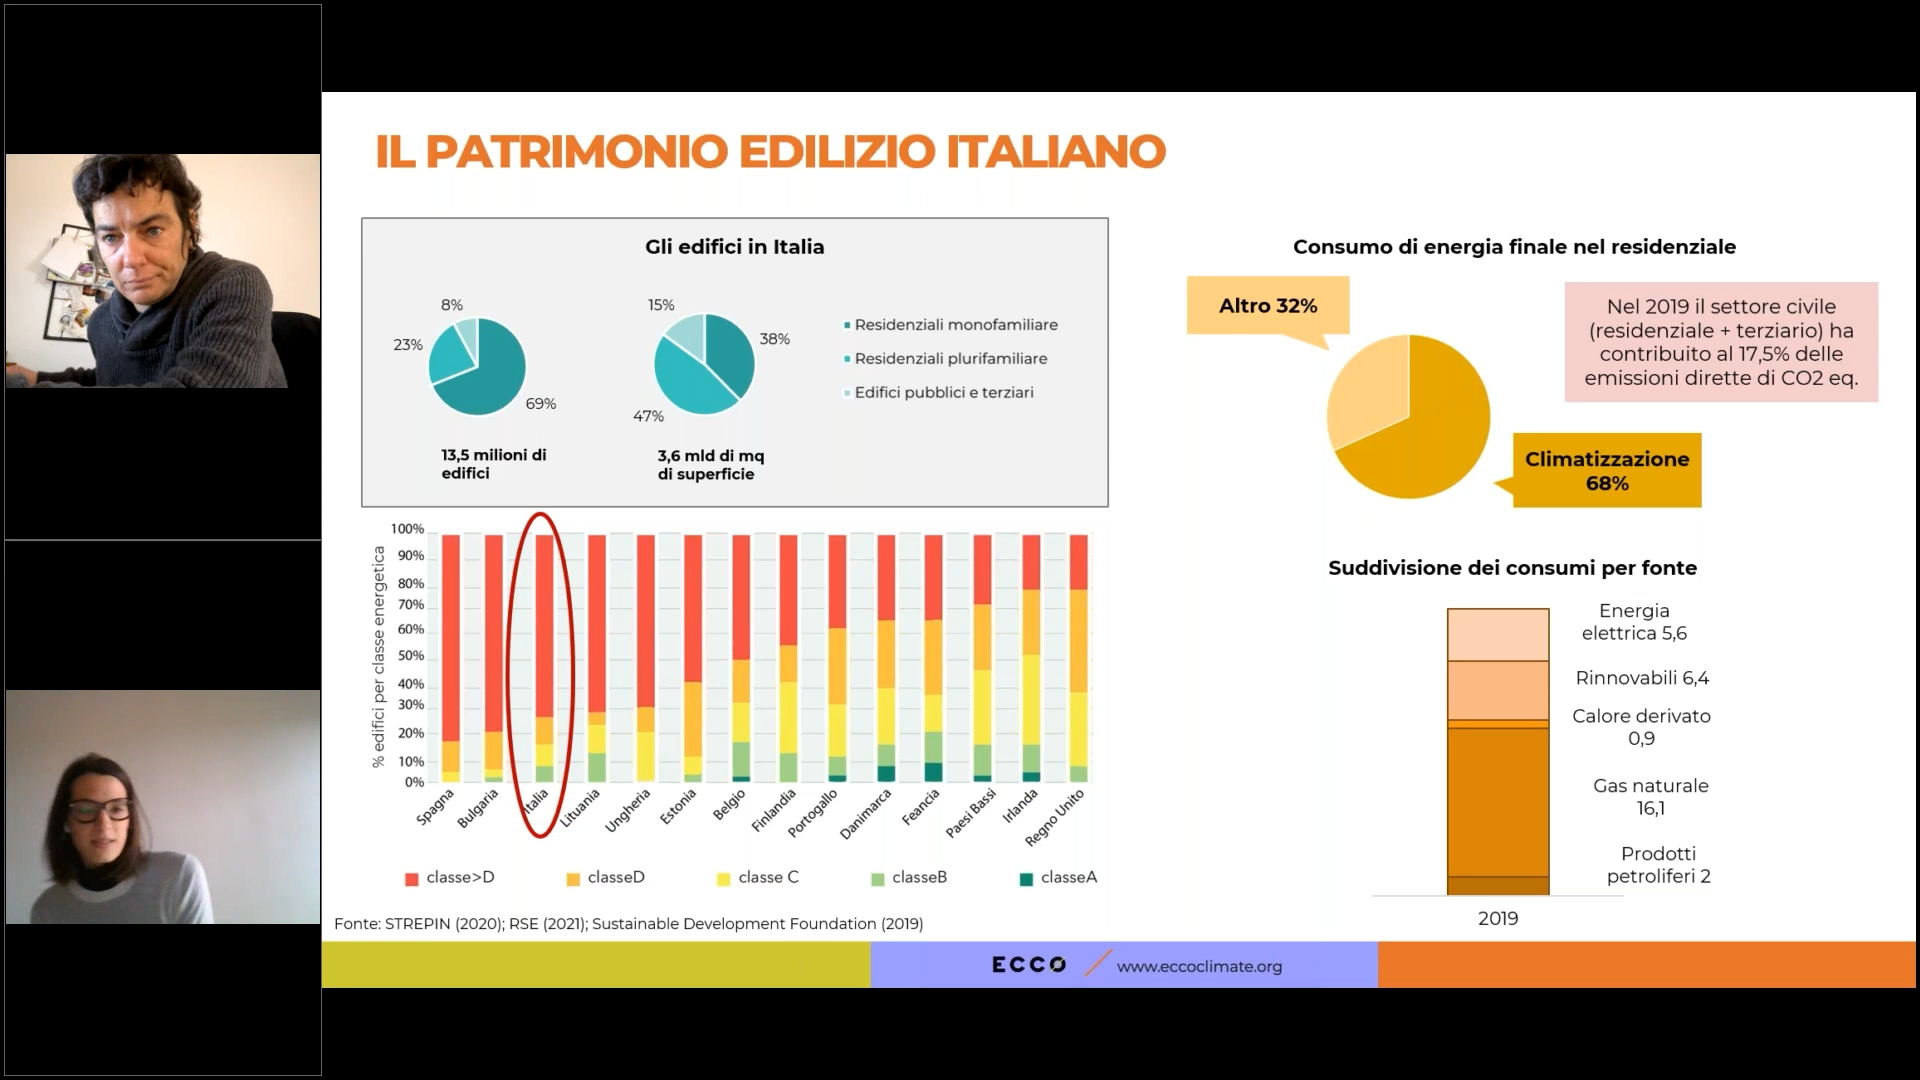 IL PATRIMONIO EDILIZIO ITALIANO
Gli edifici in Italia
8%
23%
69%
13,5 milioni di
edifici
15%
38%
47%
3,6 mld di mq
di superficie
Residenziali monofamiliare
Residenziali plurifamiliare
Edifici pubblici e terziari
% edifici per classe energetica
100%
90%
80%
70%
60%
50%
40%
30%
20%
10%
0%
Spagna
Bulgaria
Italia
Lituania
Ungheria
Estonia
Belgio
Finlandia
Portogallo
Danimarca
Feancia
Paesi Bassi
Irlanda
Regno Unito
classe>D
classeD
classe C
classeB
classeA
Fonte: STREPIN (2020); RSE (2021); Sustainable Development Foundation (2019)
Consumo di energia finale nel residenziale
Altro 32%
Nel 2019 il settore civile
(residenziale + terziario) ha
contribuito al 17,5% delle
emissioni dirette di CO2 eq.
Climatizzazione
68%
Suddivisione dei consumi per fonte
Energia
elettrica 5,6
Rinnovabili 6,4
Calore derivato
0,9
Gas naturale
16,1
Prodotti
petroliferi 2
2019
ECCO
www.eccoclimate.org